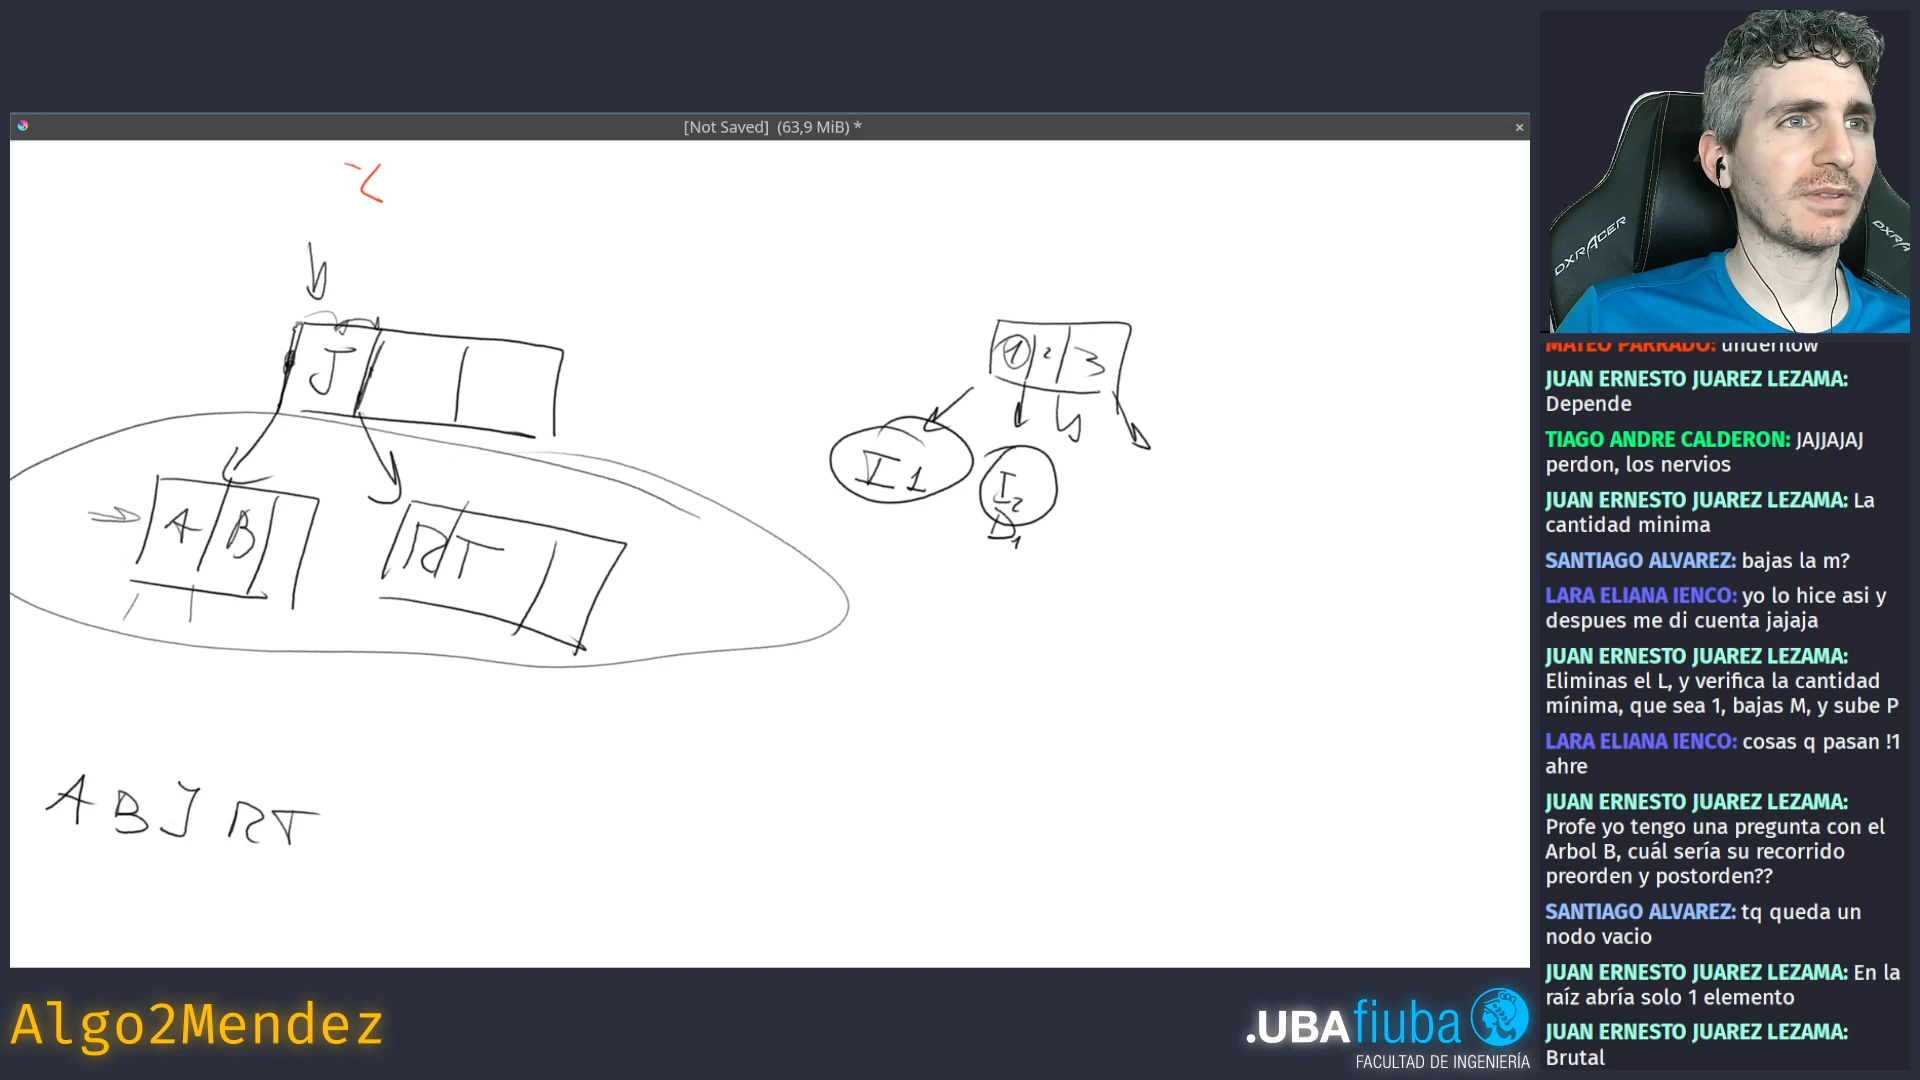 [Not Saved] (63,9 MiB) *
J
1 2 3
I 1
I2
D1
A B
R T
A B J R T
DXRACER
MATEO PARRADO: underflow
JUAN ERNESTO JUAREZ LEZAMA:
Depende
TIAGO ANDRE CALDERON: JAJJAJAJ
perdon, los nervios
JUAN ERNESTO JUAREZ LEZAMA: La
cantidad minima
SANTIAGO ALVAREZ: bajas la m?
LARA ELIANA IENCO: yo lo hice asi y
despues me di cuenta jajaja
JUAN ERNESTO JUAREZ LEZAMA:
Eliminas el L, y verifica la cantidad
mínima, que sea 1, bajas M, y sube P
LARA ELIANA IENCO: cosas q pasan !1
ahre
JUAN ERNESTO JUAREZ LEZAMA:
Profe yo tengo una pregunta con el
Arbol B, cuál sería su recorrido
preorden y postorden??
SANTIAGO ALVAREZ: tq queda un
nodo vacio
JUAN ERNESTO JUAREZ LEZAMA: En la
raíz abría solo 1 elemento
JUAN ERNESTO JUAREZ LEZAMA:
Brutal
Algo2Mendez
.UBAfiuba
FACULTAD DE INGENIERÍA